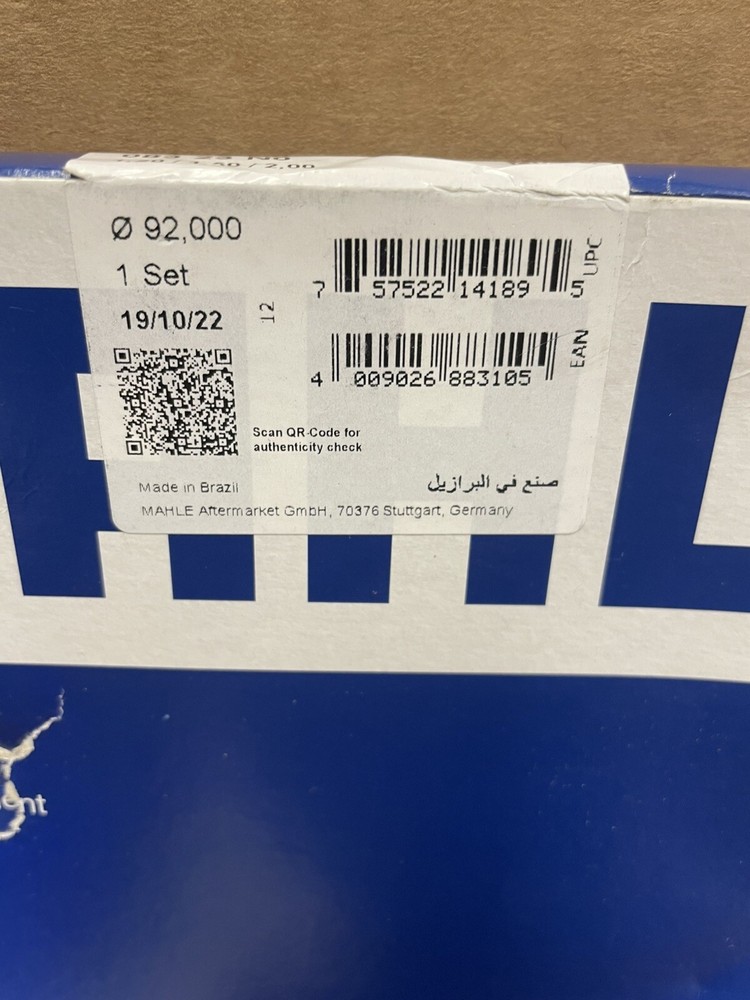 Ø 92,000
1 Set
19/10/22
12
7 57522 14189 5
UPC
4 009026 883105
EAN
Scan QR-Code for
authenticity check
Made in Brazil
صنع في البرازيل
MAHLE Aftermarket GmbH, 70376 Stuttgart, Germany